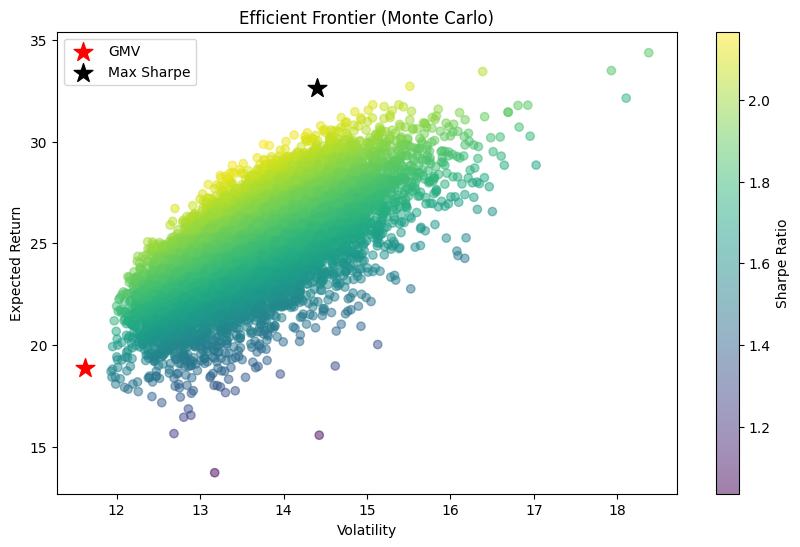 Efficient Frontier (Monte Carlo)
GMV
Max Sharpe
35
30
25
20
15
Expected Return
12
13
14
15
16
17
18
Volatility
2.0
1.8
1.6
1.4
1.2
Sharpe Ratio